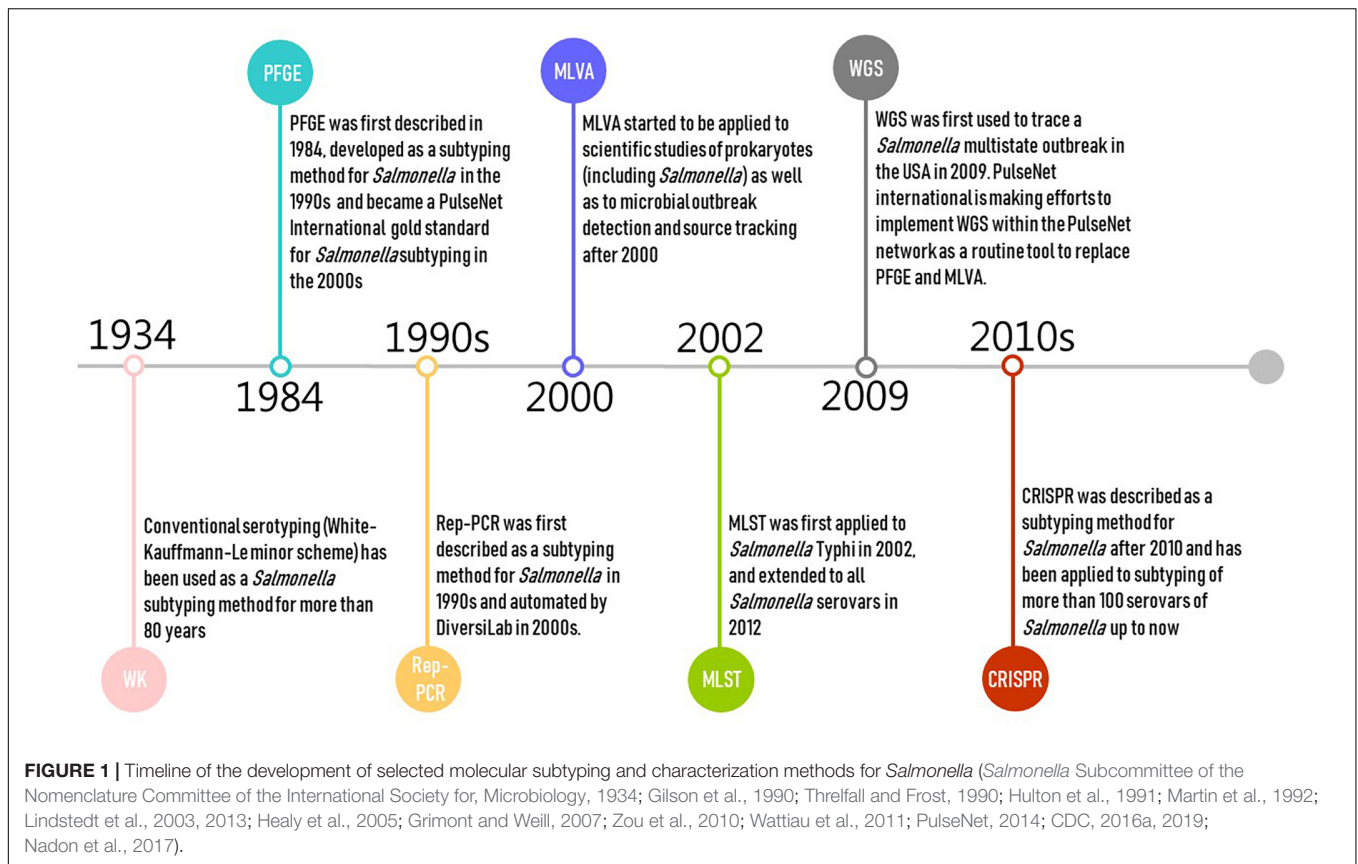 PFGE
PFGE was first described in
1984, developed as a subtyping
method for Salmonella in the
1990s and became a PulseNet
International gold standard
for Salmonella subtyping in
the 2000s
MLVA
MLVA started to be applied to
scientific studies of prokaryotes
(including Salmonella) as well
as to microbial outbreak
detection and source tracking
after 2000
WGS
WGS was first used to trace a
Salmonella multistate outbreak in
the USA in 2009. PulseNet
international is making efforts to
implement WGS within the PulseNet
network as a routine tool to replace
PFGE and MLVA.
1934
1984
1990s
2000
2002
2009
2010s
Conventional serotyping (White-
Kauffmann-Le minor scheme) has
been used as a Salmonella
subtyping method for more than
80 years
WK
Rep-PCR was first
described as a subtyping
method for Salmonella in
1990s and automated by
DiversiLab in 2000s.
Rep-
PCR
MLST was first applied to
Salmonella Typhi in 2002,
and extended to all
Salmonella serovars in
2012
MLST
CRISPR was described as a
subtyping method for
Salmonella after 2010 and has
been applied to subtyping of
more than 100 serovars of
Salmonella up to now
CRISPR
FIGURE 1 | Timeline of the development of selected molecular subtyping and characterization methods for Salmonella (Salmonella Subcommittee of the
Nomenclature Committee of the International Society for, Microbiology, 1934; Gilson et al., 1990; Threlfall and Frost, 1990; Hulton et al., 1991; Martin et al., 1992;
Lindstedt et al., 2003, 2013; Healy et al., 2005; Grimont and Weill, 2007; Zou et al., 2010; Wattiau et al., 2011; PulseNet, 2014; CDC, 2016a, 2019;
Nadon et al., 2017).